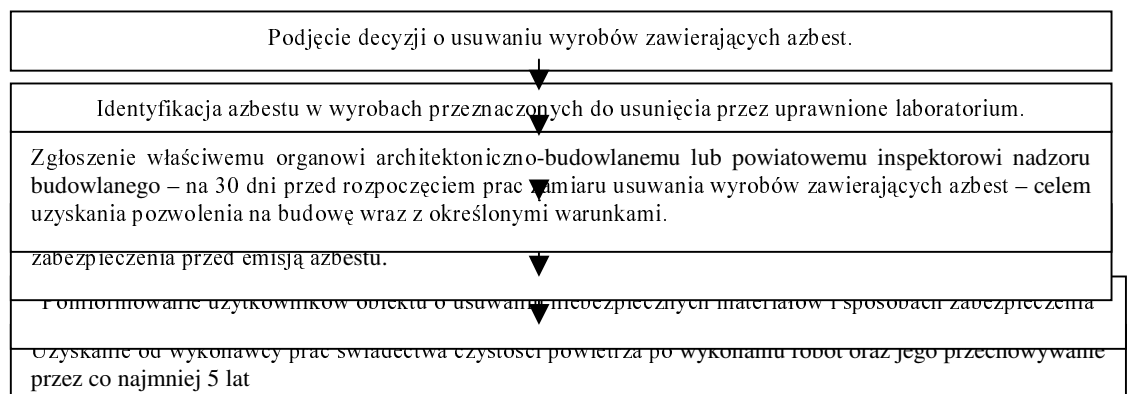 Podjęcie decyzji o usuwaniu wyrobów zawierających azbest.
Identyfikacja azbestu w wyrobach przeznaczonych do usunięcia przez uprawnione laboratorium.
Zgłoszenie właściwemu organowi architektoniczno-budowlanemu lub powiatowemu inspektorowi nadzoru
budowlanego – na 30 dni przed rozpoczęciem prac zamiaru usuwania wyrobów zawierających azbest – celem
uzyskania pozwolenia na budowę wraz z określonymi warunkami.
zabezpieczenia przed emisją azbestu.
Poinformowanie użytkowników obiektu o usuwaniu niebezpiecznych materiałów i sposobach zabezpieczenia
Uzyskanie od wykonawcy prac świadectwa czystości powietrza po wykonaniu robót oraz jego przechowywanie
przez co najmniej 5 lat